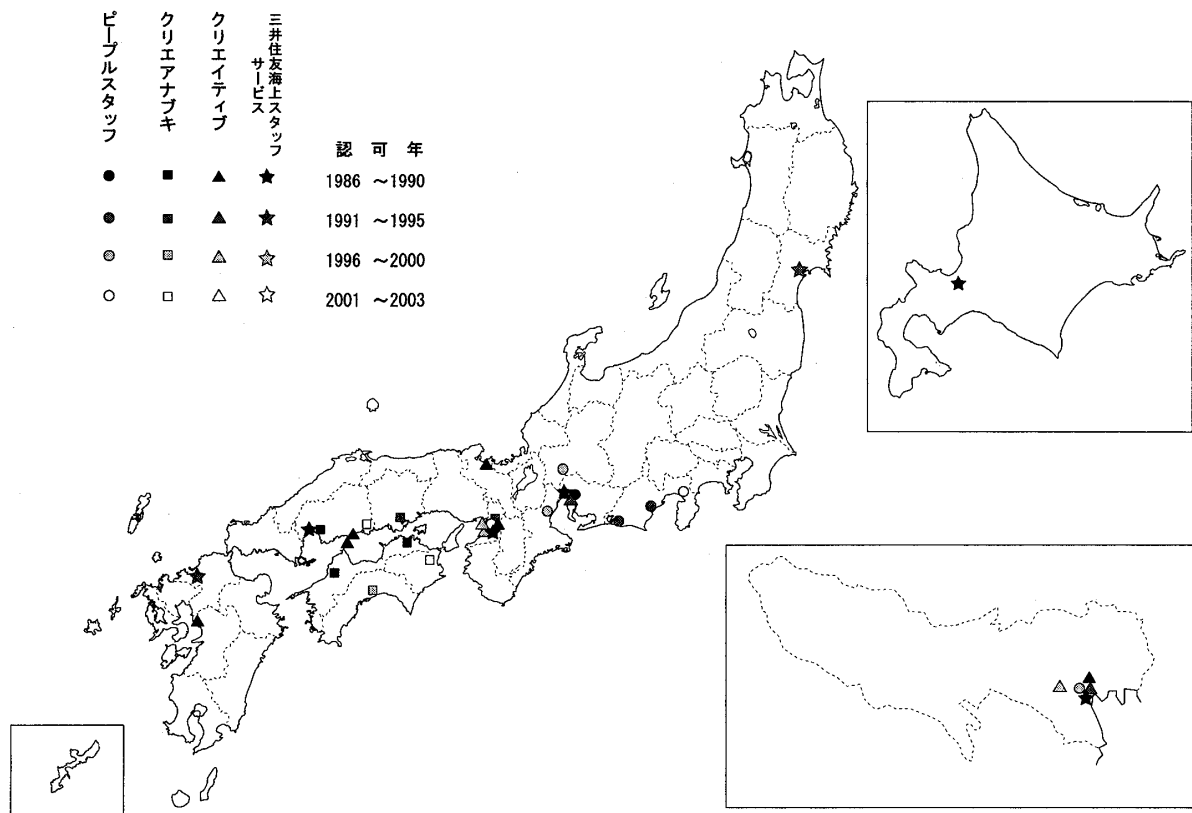 ピープルスタッフ
クリエアナブキ
クリエイティブ
三井住友海上スタッフ
サービス
認 可 年
1986 ～1990
1991 ～1995
1996 ～2000
2001 ～2003